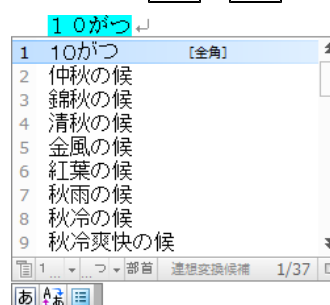 10がつ↵
1 10がつ [全角]
2 仲秋の候
3 錦秋の候
4 清秋の候
5 金風の候
6 紅葉の候
7 秋雨の候
8 秋冷の候
9 秋冷爽快の候
1... ...つ 部首 連想変換候補 1/37
あ